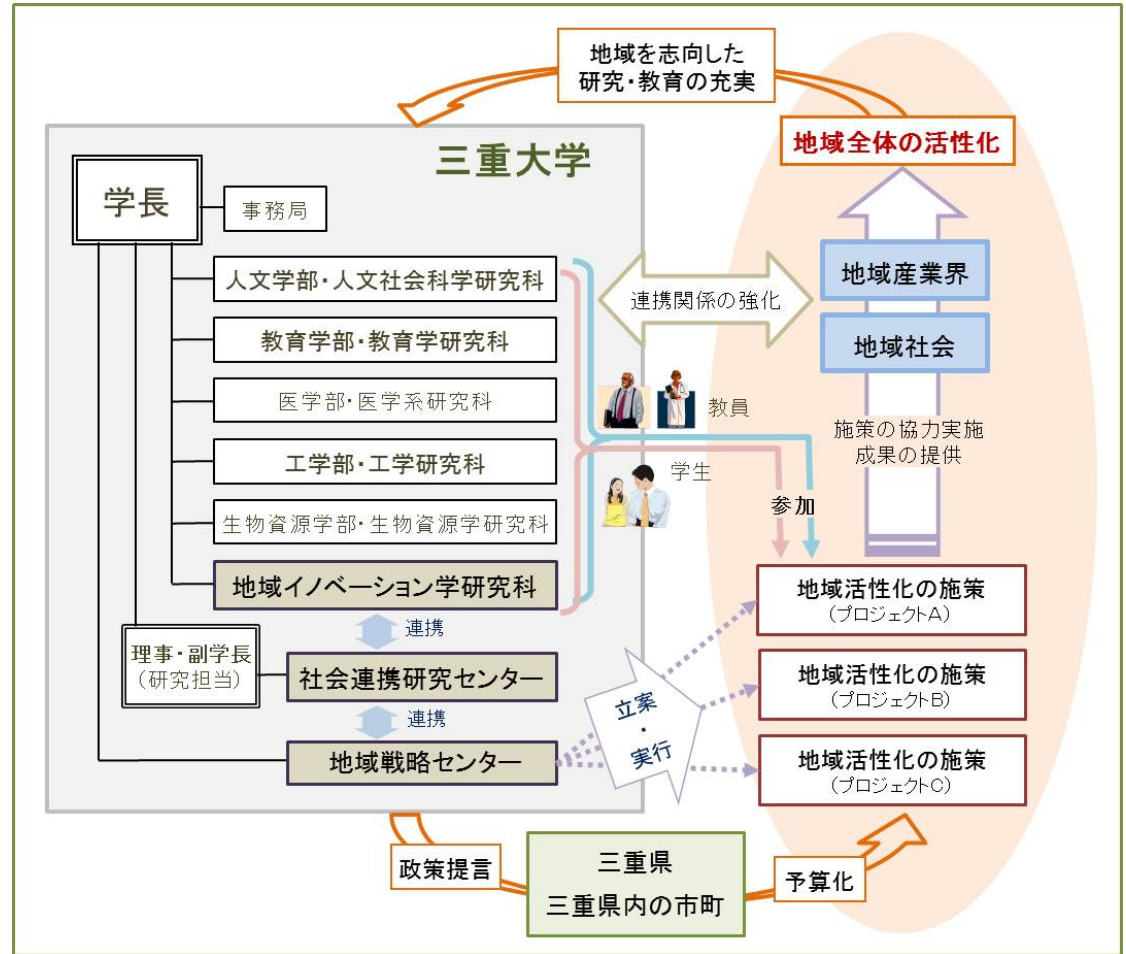 地域を志向した
研究・教育の充実
地域全体の活性化
三重大学
学長
事務局
人文学部・人文社会科学研究科
教育学部・教育学研究科
医学部・医学系研究科
工学部・工学研究科
生物資源学部・生物資源学研究科
地域イノベーション学研究科
連携
理事・副学長
(研究担当)
社会連携研究センター
連携
地域戦略センター
連携関係の強化
教員
学生
参加
地域産業界
地域社会
施策の協力実施
成果の提供
立案
・
実行
地域活性化の施策
(プロジェクトA)
地域活性化の施策
(プロジェクトB)
地域活性化の施策
(プロジェクトC)
政策提言
三重県
三重県内の市町
予算化